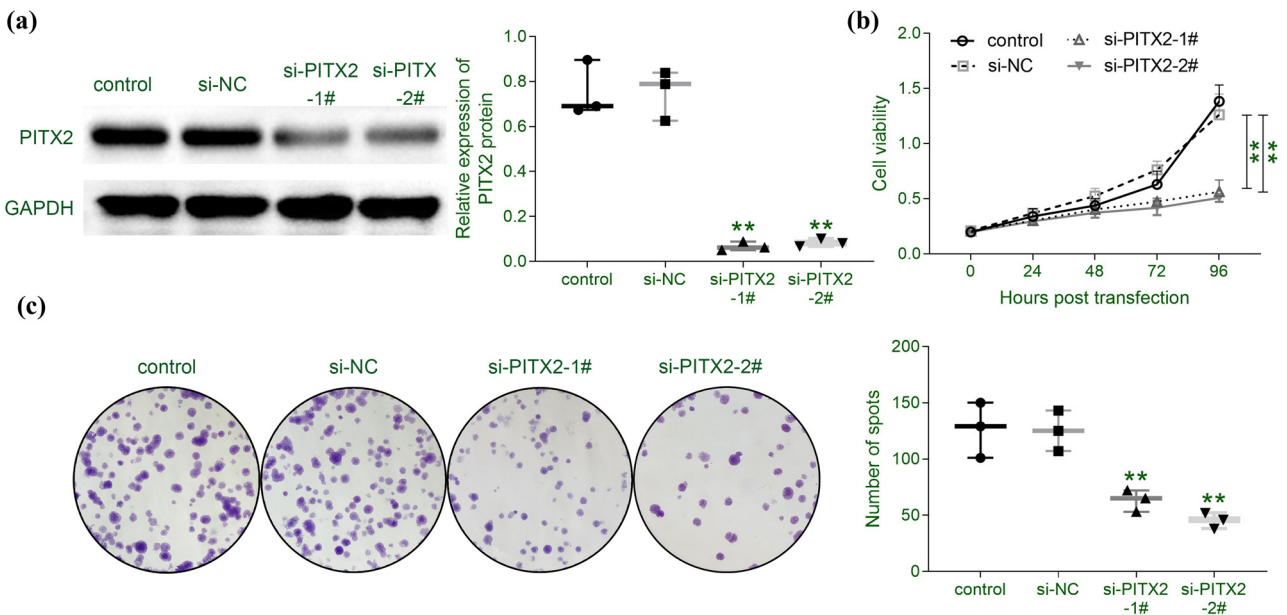 (a)
control
si-NC
si-PITX2
-1#
si-PITX
-2#
PITX2
GAPDH
Relative expression of
PITX2 pprotein
1.0
0.8
0.6
0.4
0.2
0.0
**
**
control
si-NC
si-PITX2
-1#
si-PITX2
-2#
(b)
Cell viability
2.0
1.5
1.0
0.5
0.0
control
si-NC
si-PITX2-1#
si-PITX2-2#
**
**
0
24
48
72
96
Hours post transfection
(c)
control
si-NC
si-PITX2-1#
si-PITX2-2#
Number of spots
200
150
100
50
0
**
**
control
si-NC
si-PITX2
-1#
si-PITX2
-2#